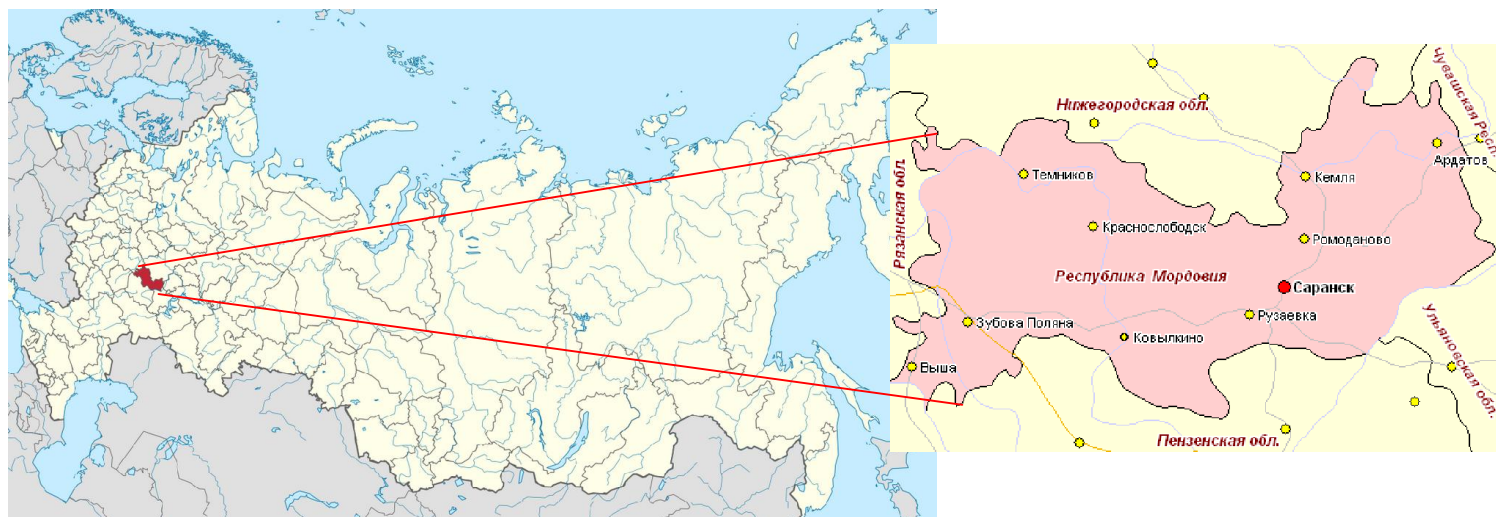 Нижегородская обл.
Чувашская Респ
Рязанская обл.
Темников
Ардатов
Кемля
Краснослободск
Ромоданово
Республика Мордовия
Саранск
Зубова Поляна
Рузаевка
Ковылкино
Выша
Ульяновская обл.
Пензенская обл.